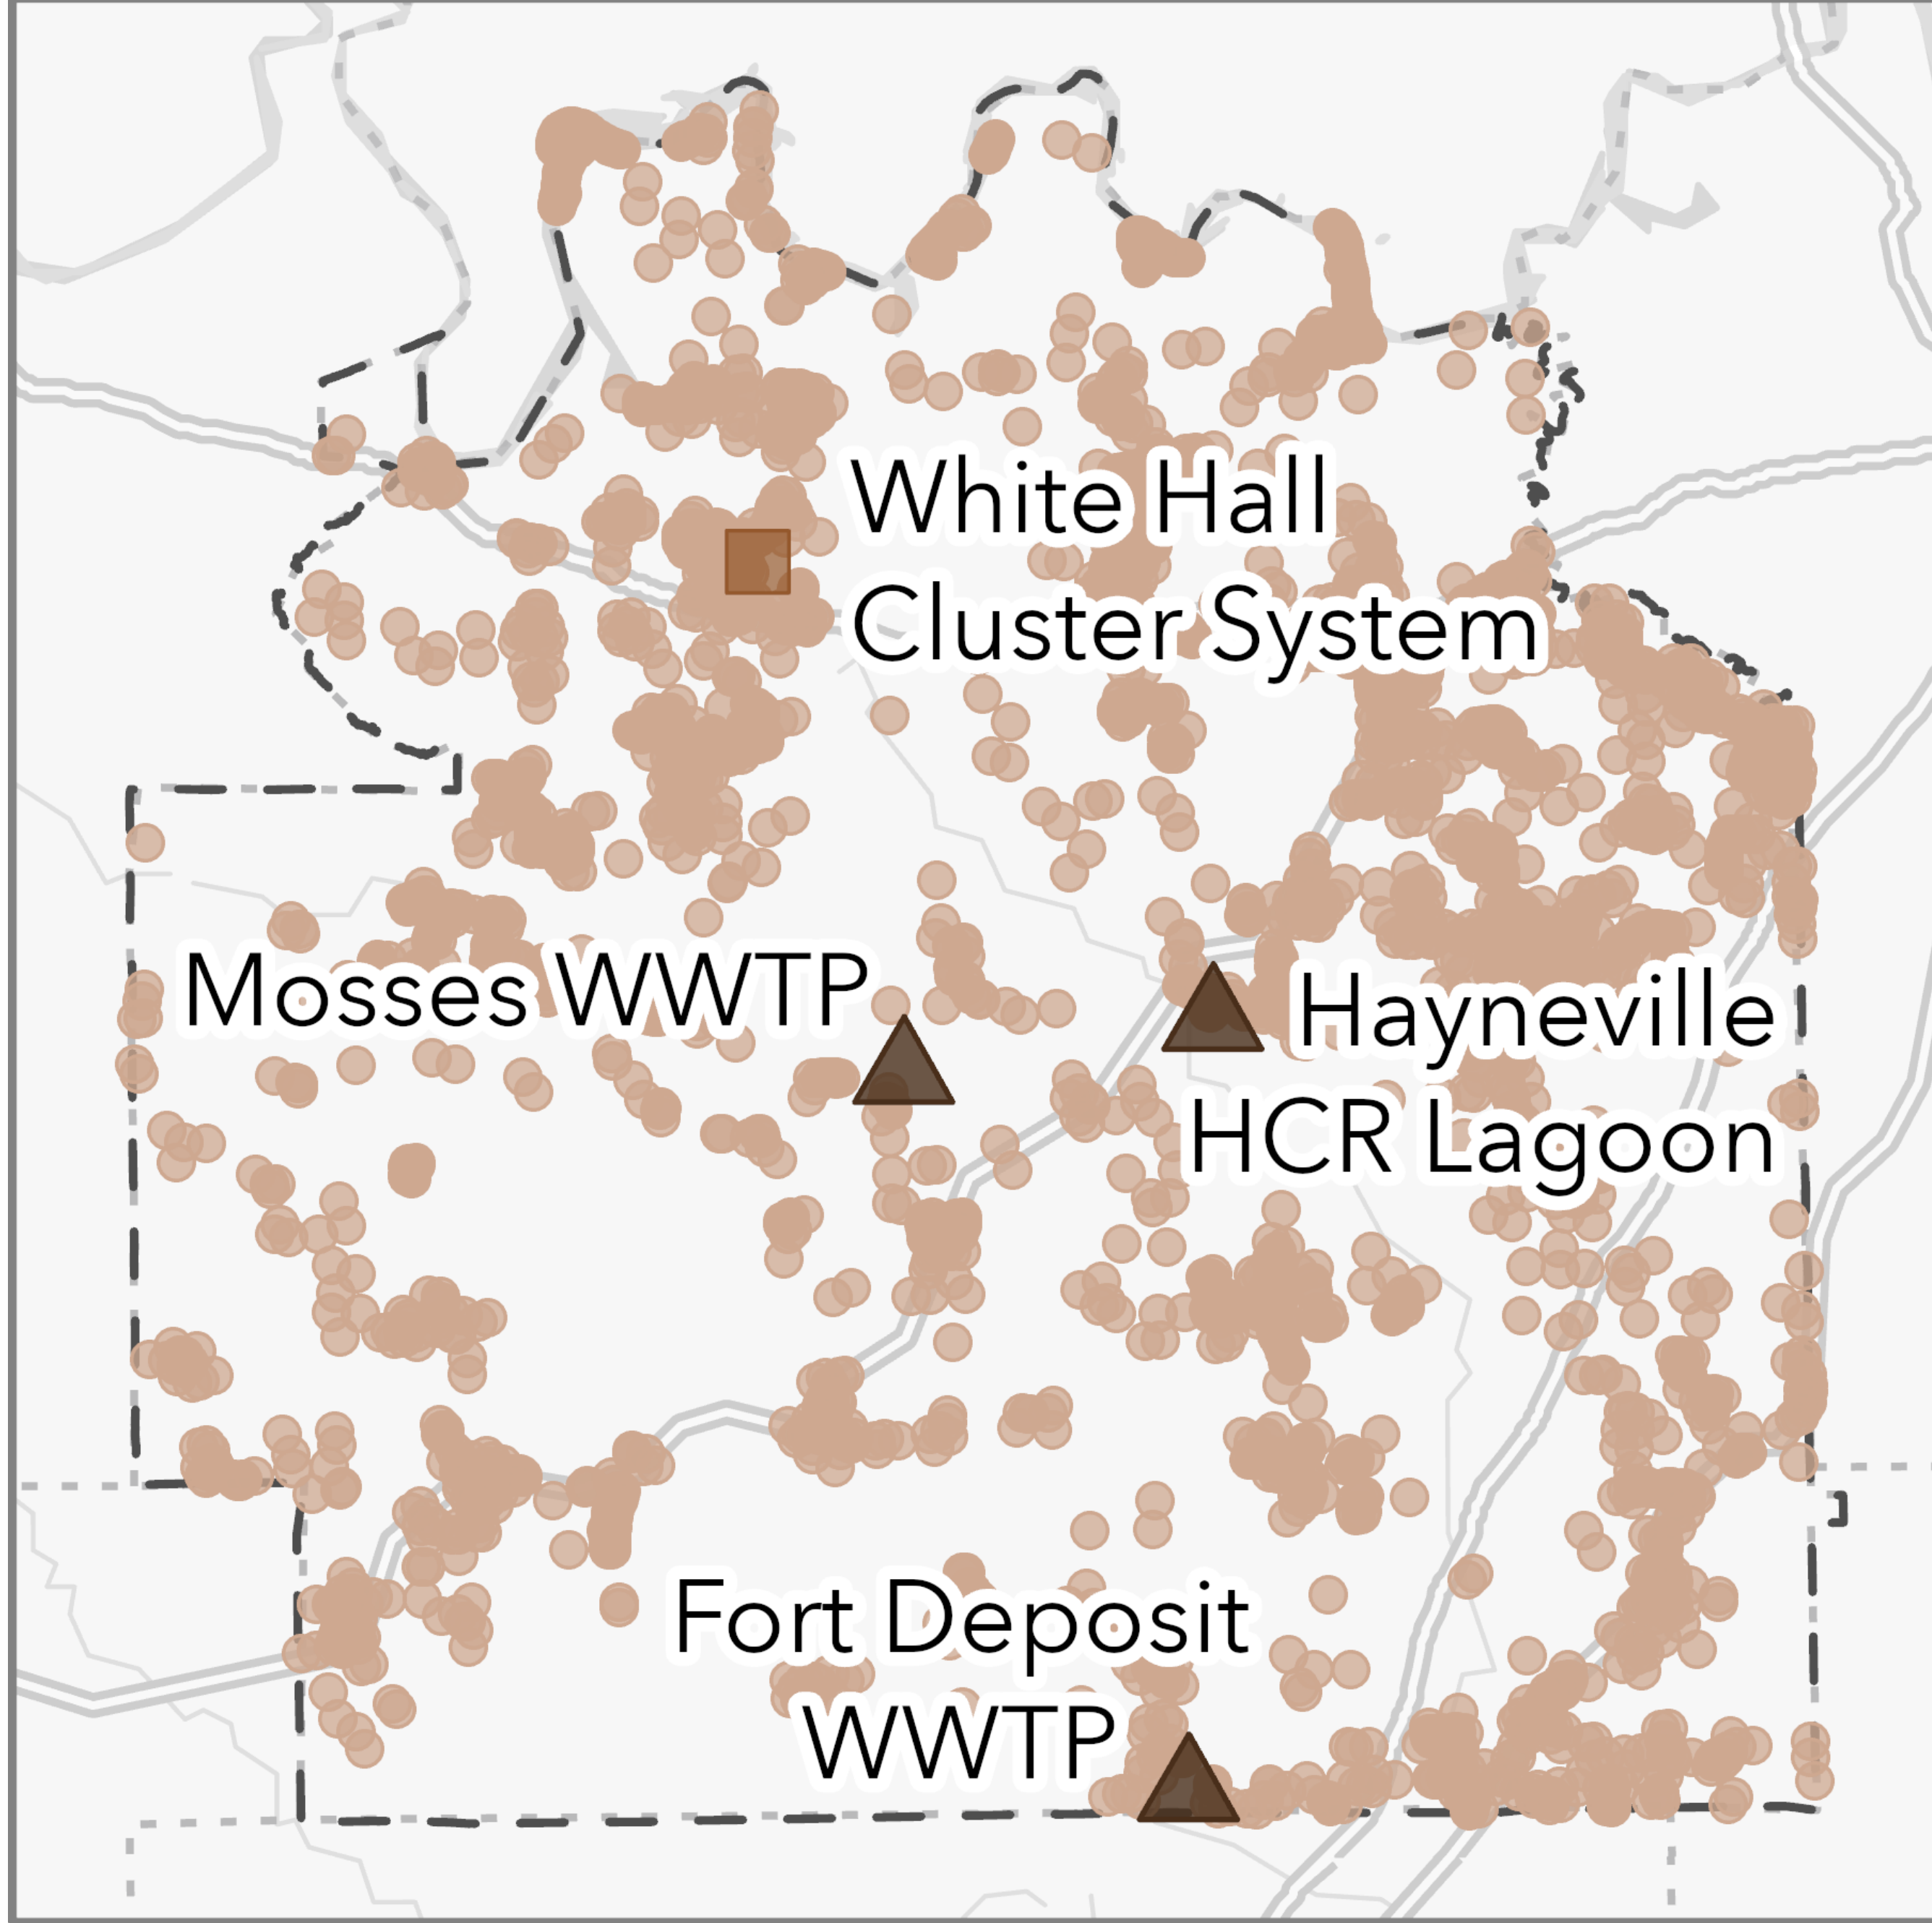 White Hall
Cluster System
Mosses WWTP
Hayneville
HCR Lagoon
Fort Deposit
WWTP